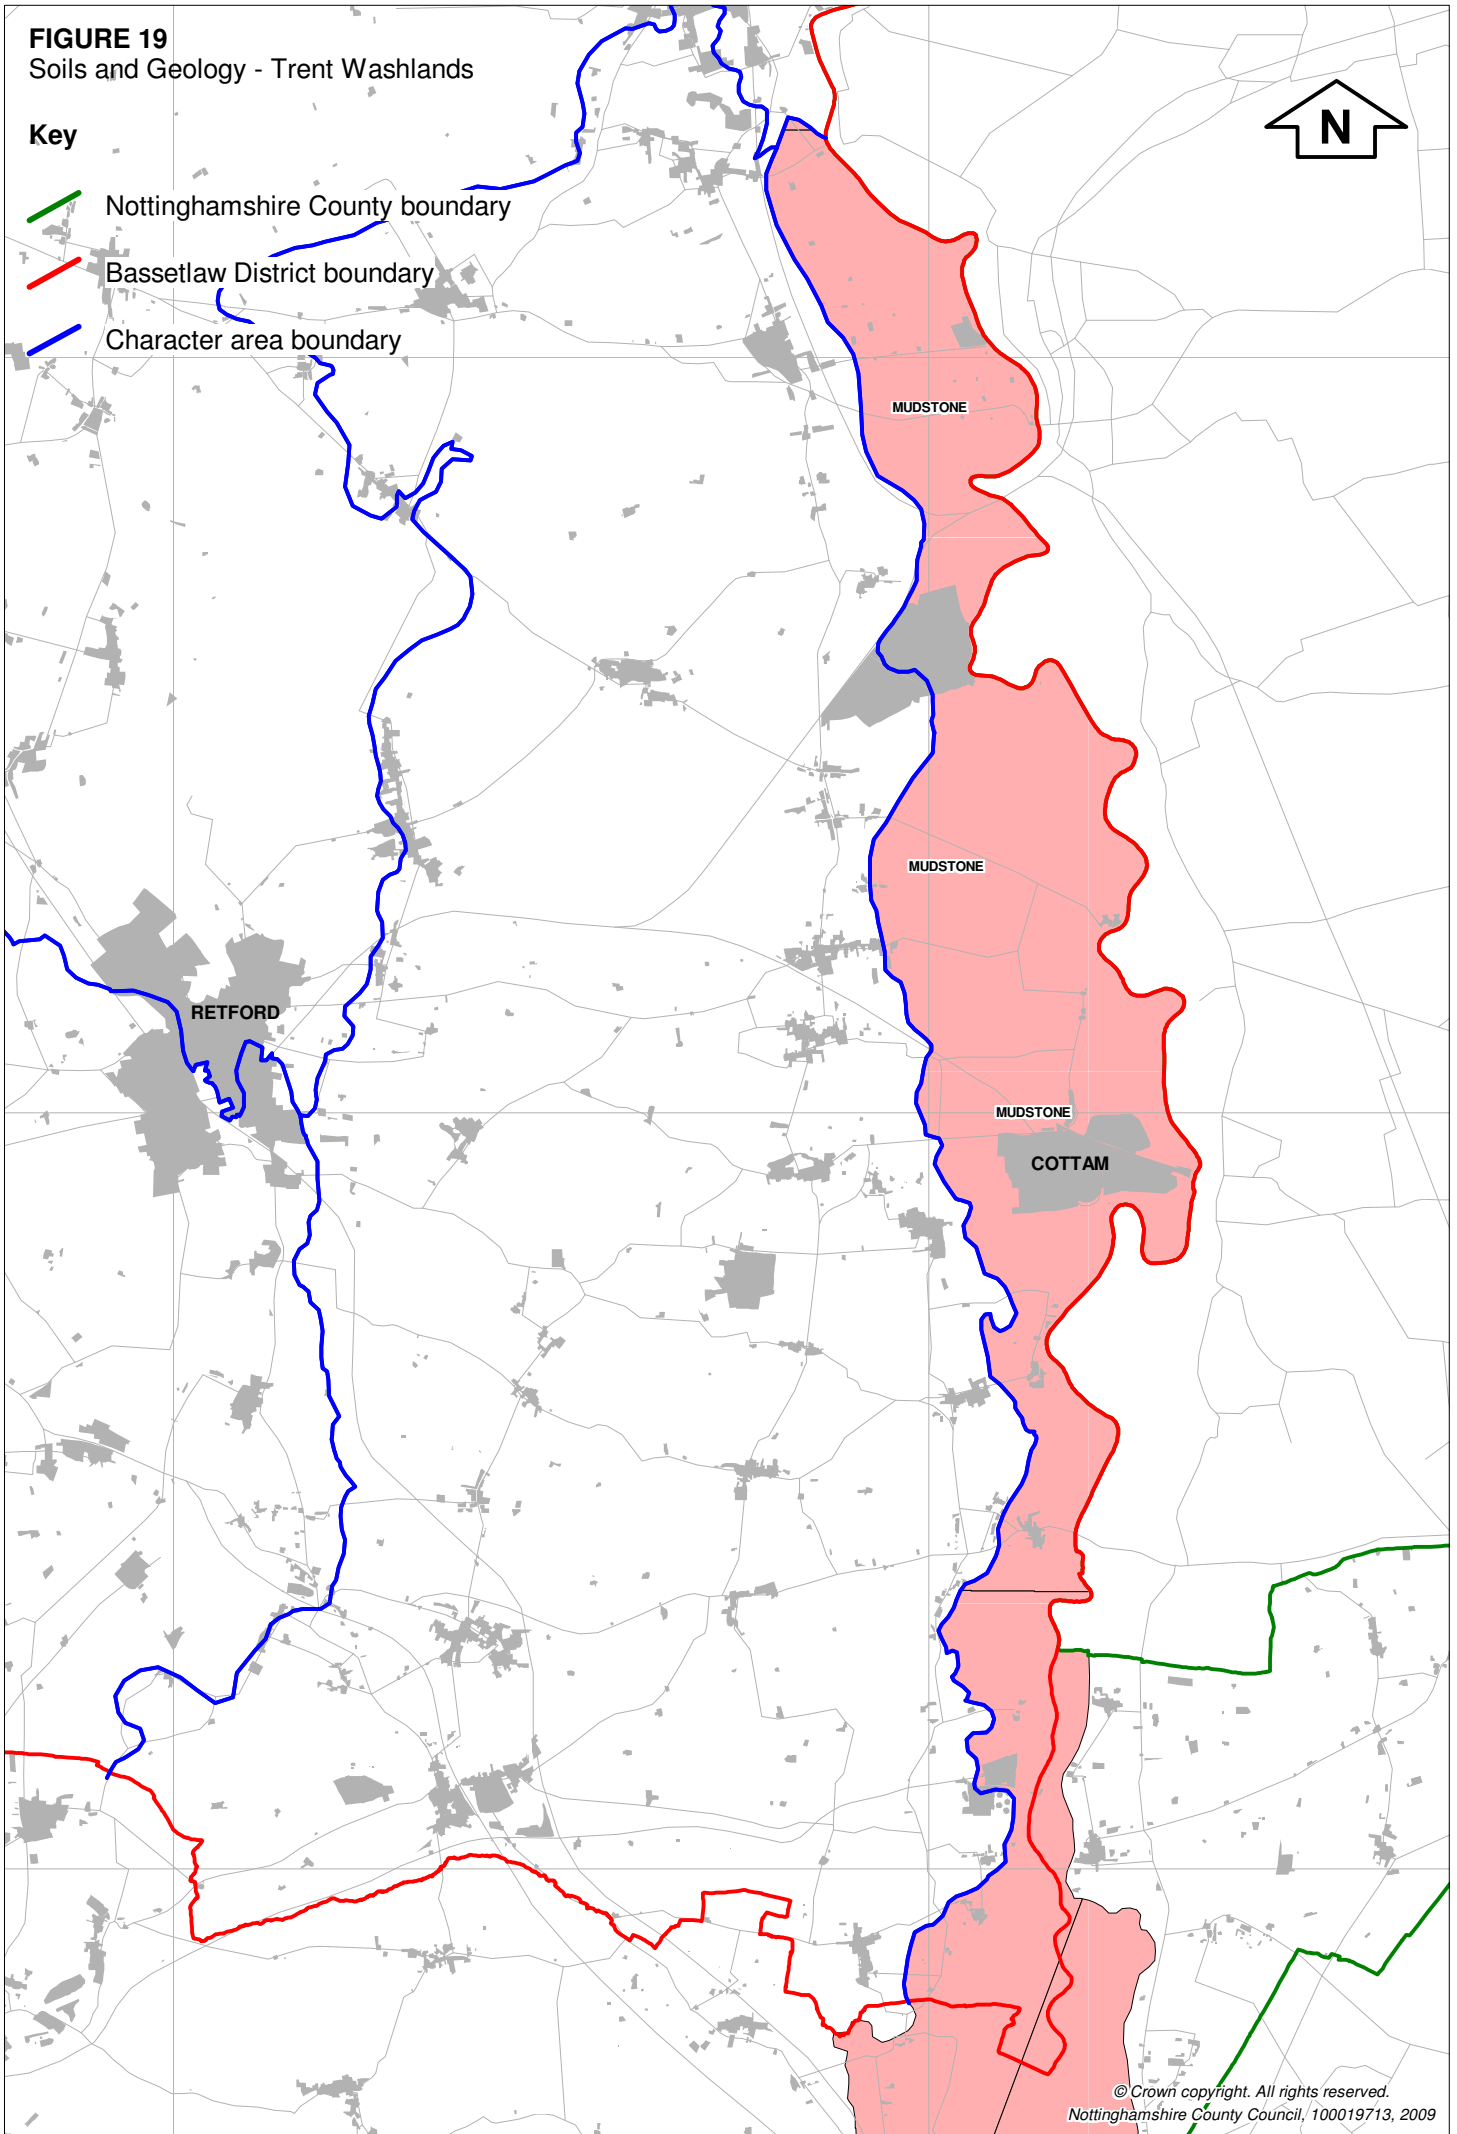 FIGURE 19
Soils and Geology - Trent Washlands
Key
N
Nottinghamshire County boundary
Bassetlaw District boundary
Character area boundary
MUDSTONE
MUDSTONE
RETFORD
MUDSTONE
COTTAM
© Crown copyright. All rights reserved.
Nottinghamshire County Council, 100019713, 2009